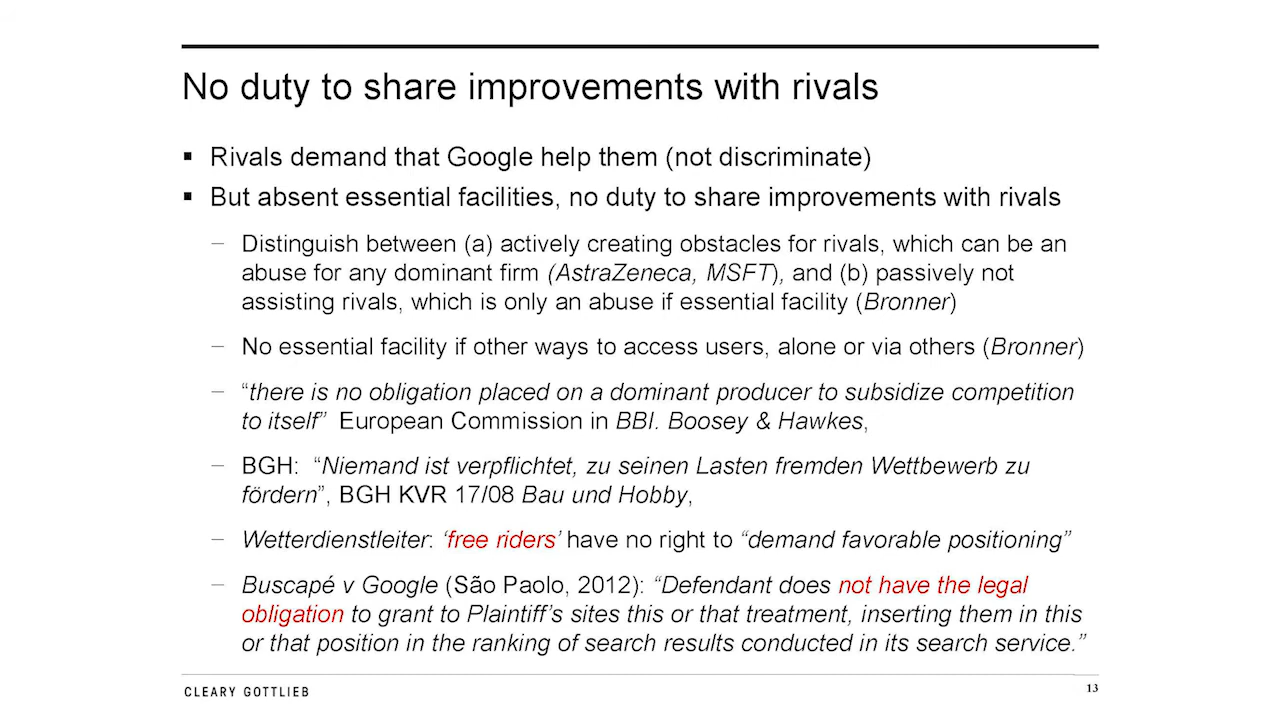 No duty to share improvements with rivals
▪ Rivals demand that Google help them (not discriminate)
▪ But absent essential facilities, no duty to share improvements with rivals
– Distinguish between (a) actively creating obstacles for rivals, which can be an
abuse for any dominant firm (AstraZeneca, MSFT), and (b) passively not
assisting rivals, which is only an abuse if essential facility (Bronner)
– No essential facility if other ways to access users, alone or via others (Bronner)
– “there is no obligation placed on a dominant producer to subsidize competition
to itself” European Commission in BBI. Boosey & Hawkes,
– BGH: “Niemand ist verpflichtet, zu seinen Lasten fremden Wettbewerb zu
fördern”, BGH KVR 17/08 Bau und Hobby,
– Wetterdienstleiter: ‘free riders’ have no right to “demand favorable positioning”
– Buscapé v Google (São Paolo, 2012): “Defendant does not have the legal
obligation to grant to Plaintiff’s sites this or that treatment, inserting them in this
or that position in the ranking of search results conducted in its search service.”
CLEARY GOTTLIEB
13